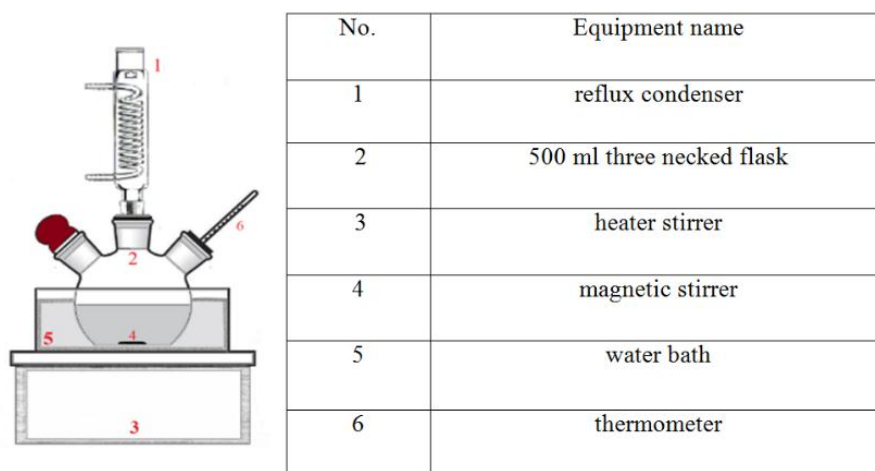 1
6
2
5
4
3
No. Equipment name
1 reflux condenser
2 500 ml three necked flask
3 heater stirrer
4 magnetic stirrer
5 water bath
6 thermometer